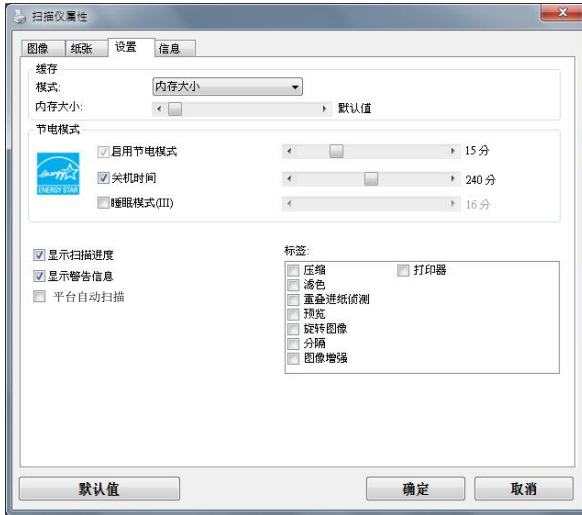 扫描仪属性
图像 纸张 设置 信息
缓存
模式: 内存大小
内存大小: 默认值
节电模式
energy
ENERGY STAR
启用节电模式 15 分
关机时间 240 分
睡眠模式(III) 16 分
显示扫描进度
显示警告信息
平台自动扫描
标签:
压缩 打印器
滤色
重叠进纸侦测
预览
旋转图像
分隔
图像增强
默认值 确定 取消